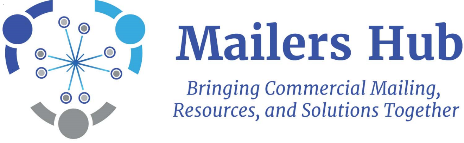 Mailers Hub
Bringing Commercial Mailing,
Resources, and Solutions Together